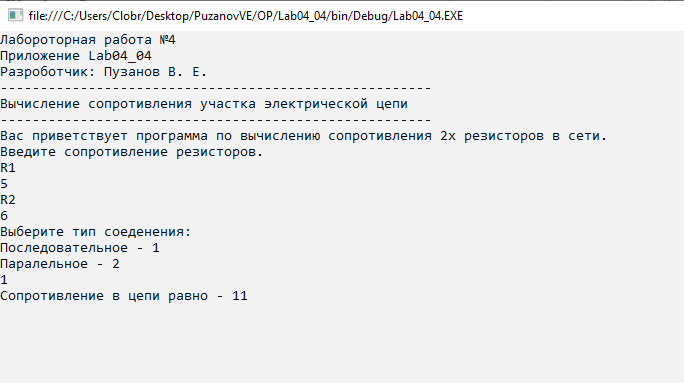 file:///C:/Users/Clobr/Desktop/PuzanovVE/OP/Lab04_04/bin/Debug/Lab04_04.EXE
Лабороторная работа №4
Приложение Lab04_04
Разработчик: Пузанов В. Е.
------------------------------------------------------
Вычисление сопротивления участка электрической цепи
------------------------------------------------------
Вас приветствует программа по вычислению сопротивления 2х резисторов в сети.
Введите сопротивление резисторов.
R1
5
R2
6
Выберите тип соеденения:
Последовательное - 1
Паралельное - 2
1
Сопротивление в цепи равно - 11